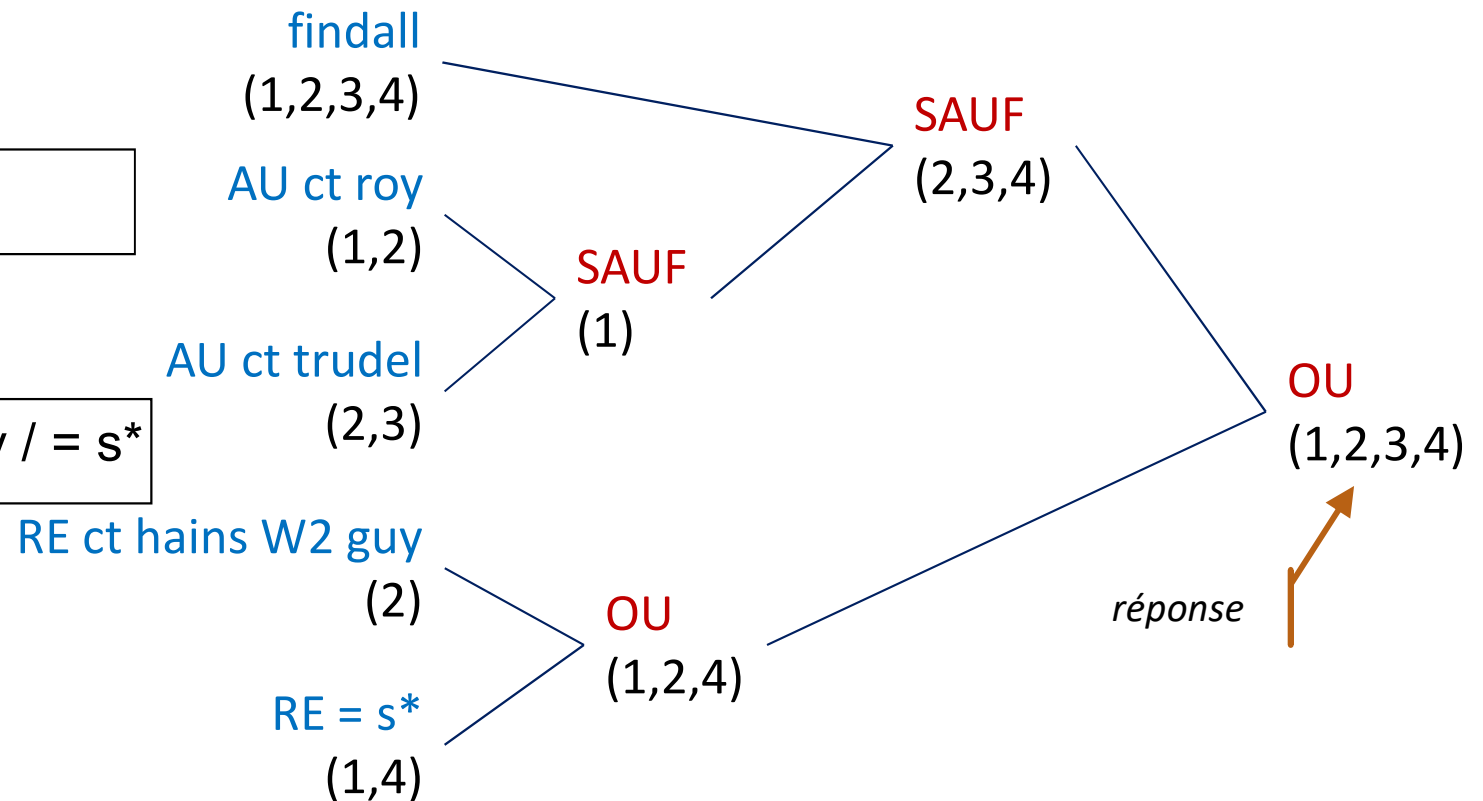 findall
(1,2,3,4)
SAUF
(2,3,4)
AU ct roy
(1,2)
SAUF
(1)
AU ct trudel
(2,3)
OU
(1,2,3,4)
/ = s*
RE ct hains W2 guy
(2)
OU
(1,2,4)
réponse
RE = s*
(1,4)